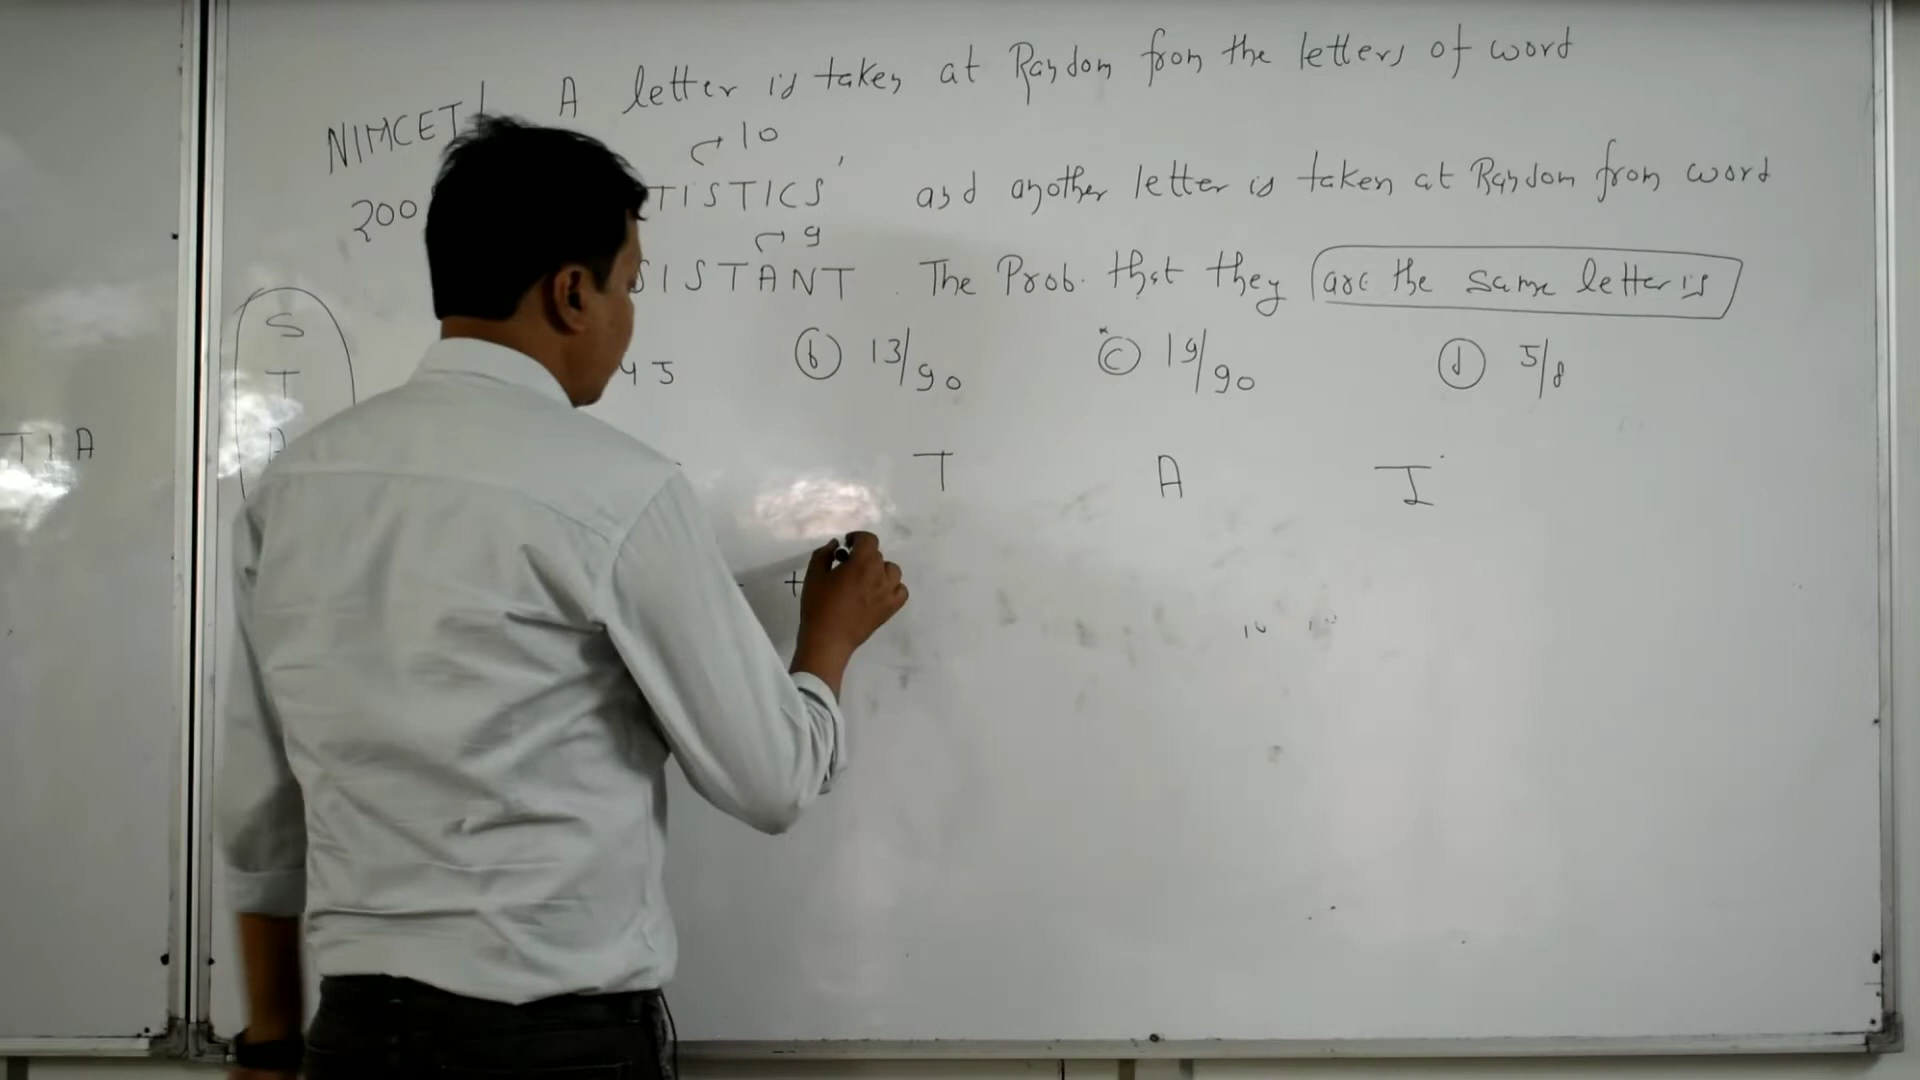 NIMCET A letter is taken at Random from the letters of word
10
200 TISTICS' and another letter is taken at Random from word
9
SISTANT. The Prob. that they are the same letter is
S
45 (b) 13/90 (c) 19/90 (d) 5/8
T
T I A
A
T A I
+